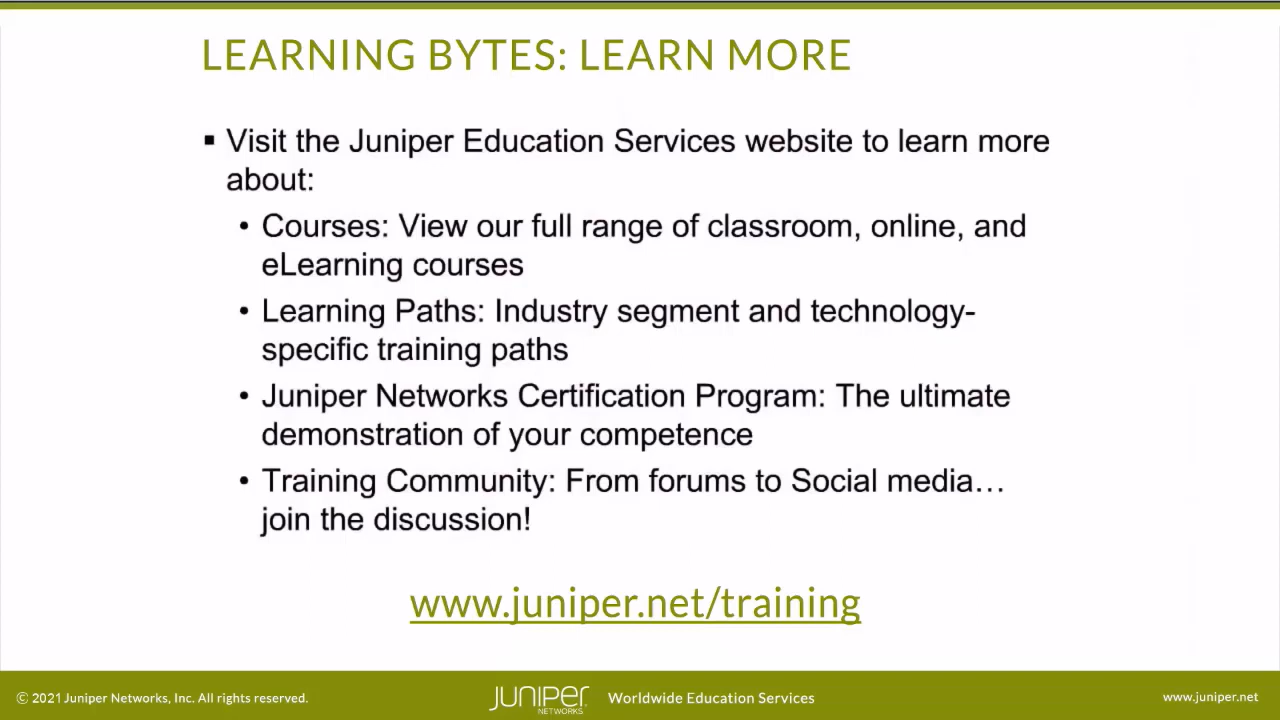 LEARNING BYTES: LEARN MORE
▪ Visit the Juniper Education Services website to learn more
about:
• Courses: View our full range of classroom, online, and
eLearning courses
• Learning Paths: Industry segment and technology-
specific training paths
• Juniper Networks Certification Program: The ultimate
demonstration of your competence
• Training Community: From forums to Social media…
join the discussion!
www.juniper.net/training
© 2021 Juniper Networks, Inc. All rights reserved.
JUNIPER
NETWORKS
Worldwide Education Services
www.juniper.net